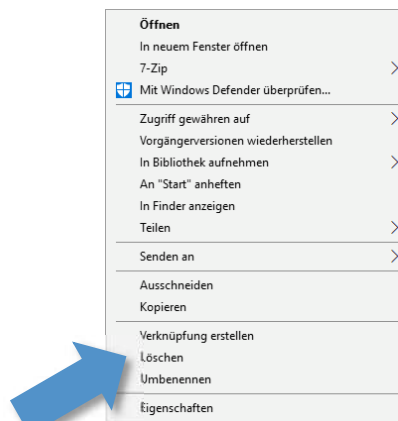 Öffnen
In neuem Fenster öffnen
7-Zip
Mit Windows Defender überprüfen...
Zugriff gewähren auf
Vorgängerversionen wiederherstellen
In Bibliothek aufnehmen
An "Start" anheften
In Finder anzeigen
Teilen
Senden an
Ausschneiden
Kopieren
Verknüpfung erstellen
Löschen
Umbenennen
Eigenschaften